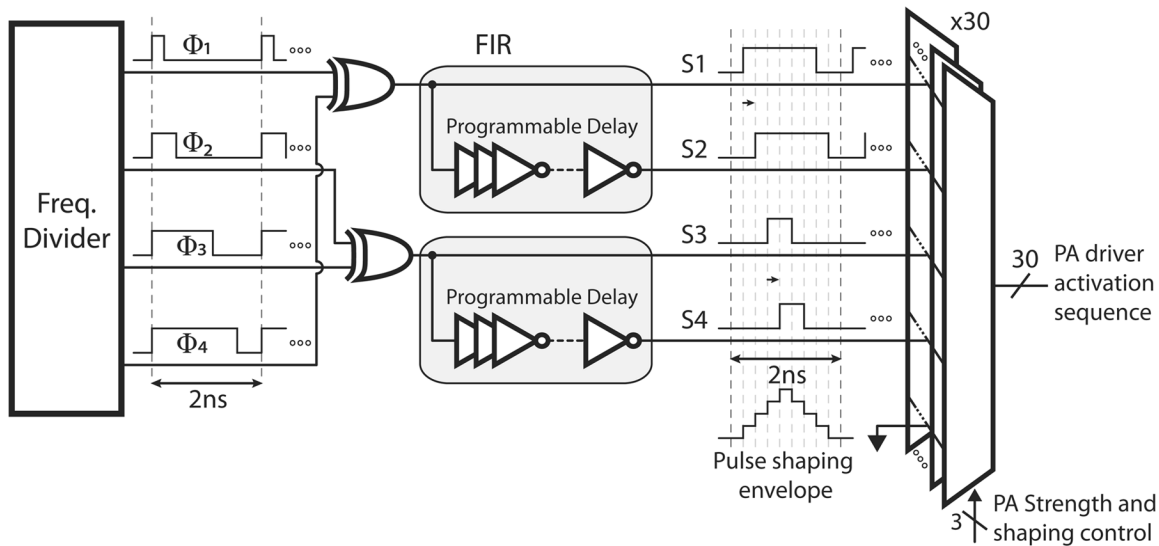 x30
Φ1
FIR
S1
Programmable Delay
Φ2
S2
Freq.
Divider
Φ3
S3
30
PA driver
activation
sequence
Programmable Delay
Φ4
S4
2ns
2ns
Pulse shaping
envelope
3
PA Strength and
shaping control